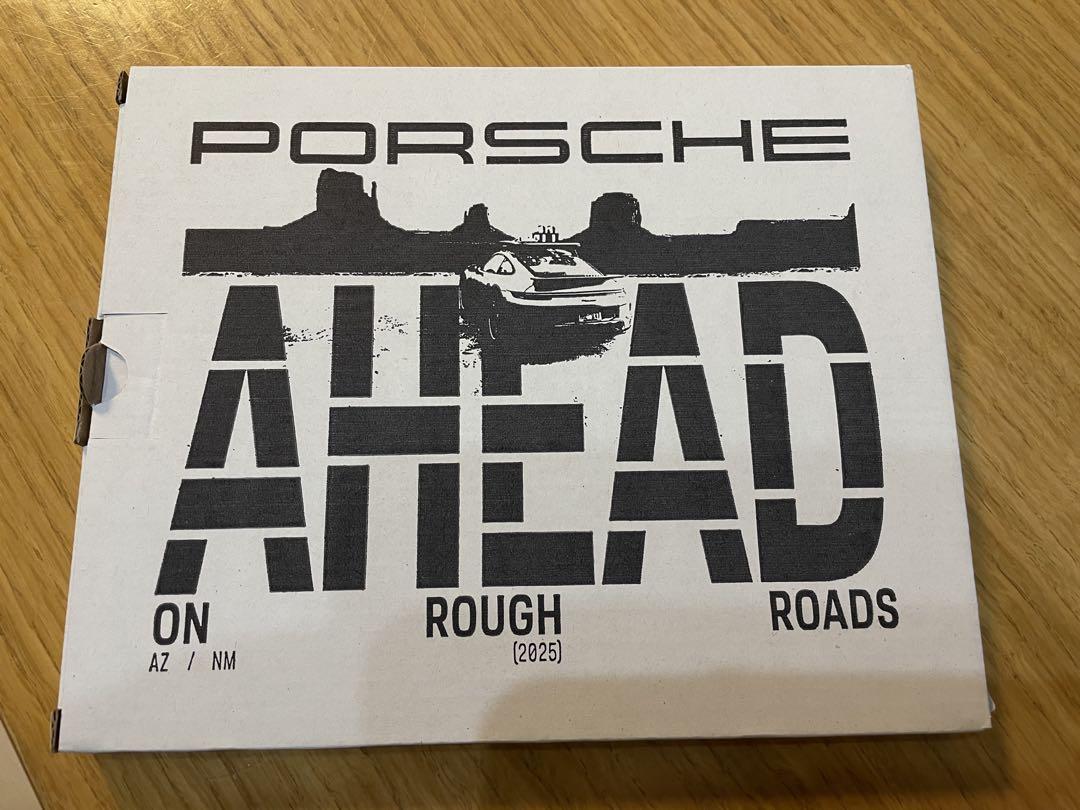 PORSCHE
AHEAD
ON ROUGH ROADS
AZ / NM (2025)